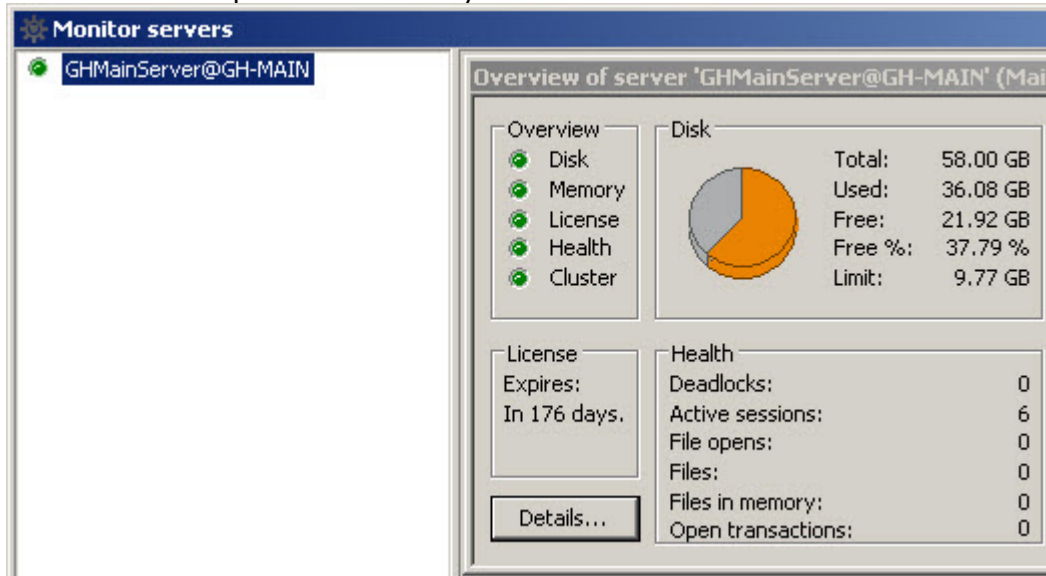 Monitor servers
GHMainServer@GH-MAIN
Overview of server 'GHMainServer@GH-MAIN' (Mai
Overview
Disk
Memory
License
Health
Cluster
Disk
Total: 58.00 GB
Used: 36.08 GB
Free: 21.92 GB
Free %: 37.79 %
Limit: 9.77 GB
License
Expires:
In 176 days.
Details...
Health
Deadlocks: 0
Active sessions: 6
File opens: 0
Files: 0
Files in memory: 0
Open transactions: 0